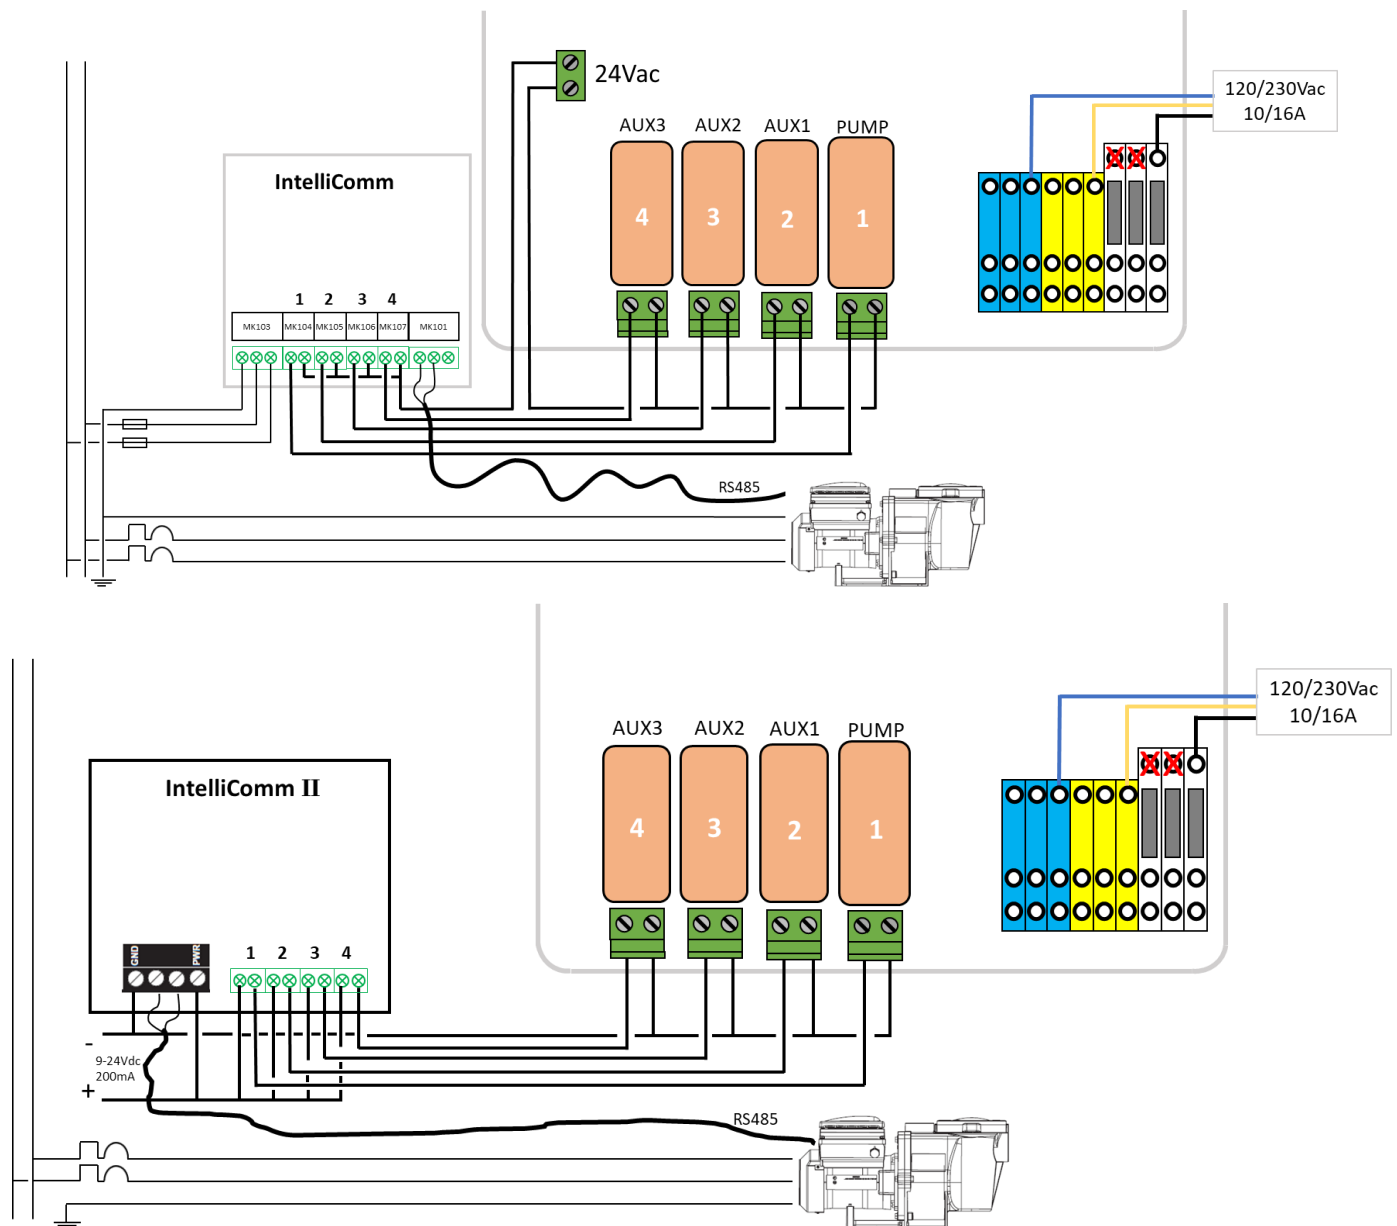 24Vac
120/230Vac
10/16A
AUX3 AUX2 AUX1 PUMP
IntelliComm
4 3 2 1
1 2 3 4
MK103 MK104 MK105 MK106 MK107 MK101
RS485
120/230Vac
10/16A
AUX3 AUX2 AUX1 PUMP
IntelliComm II
4 3 2 1
GND PWR
1 2 3 4
-
9-24Vdc
200mA
+
RS485